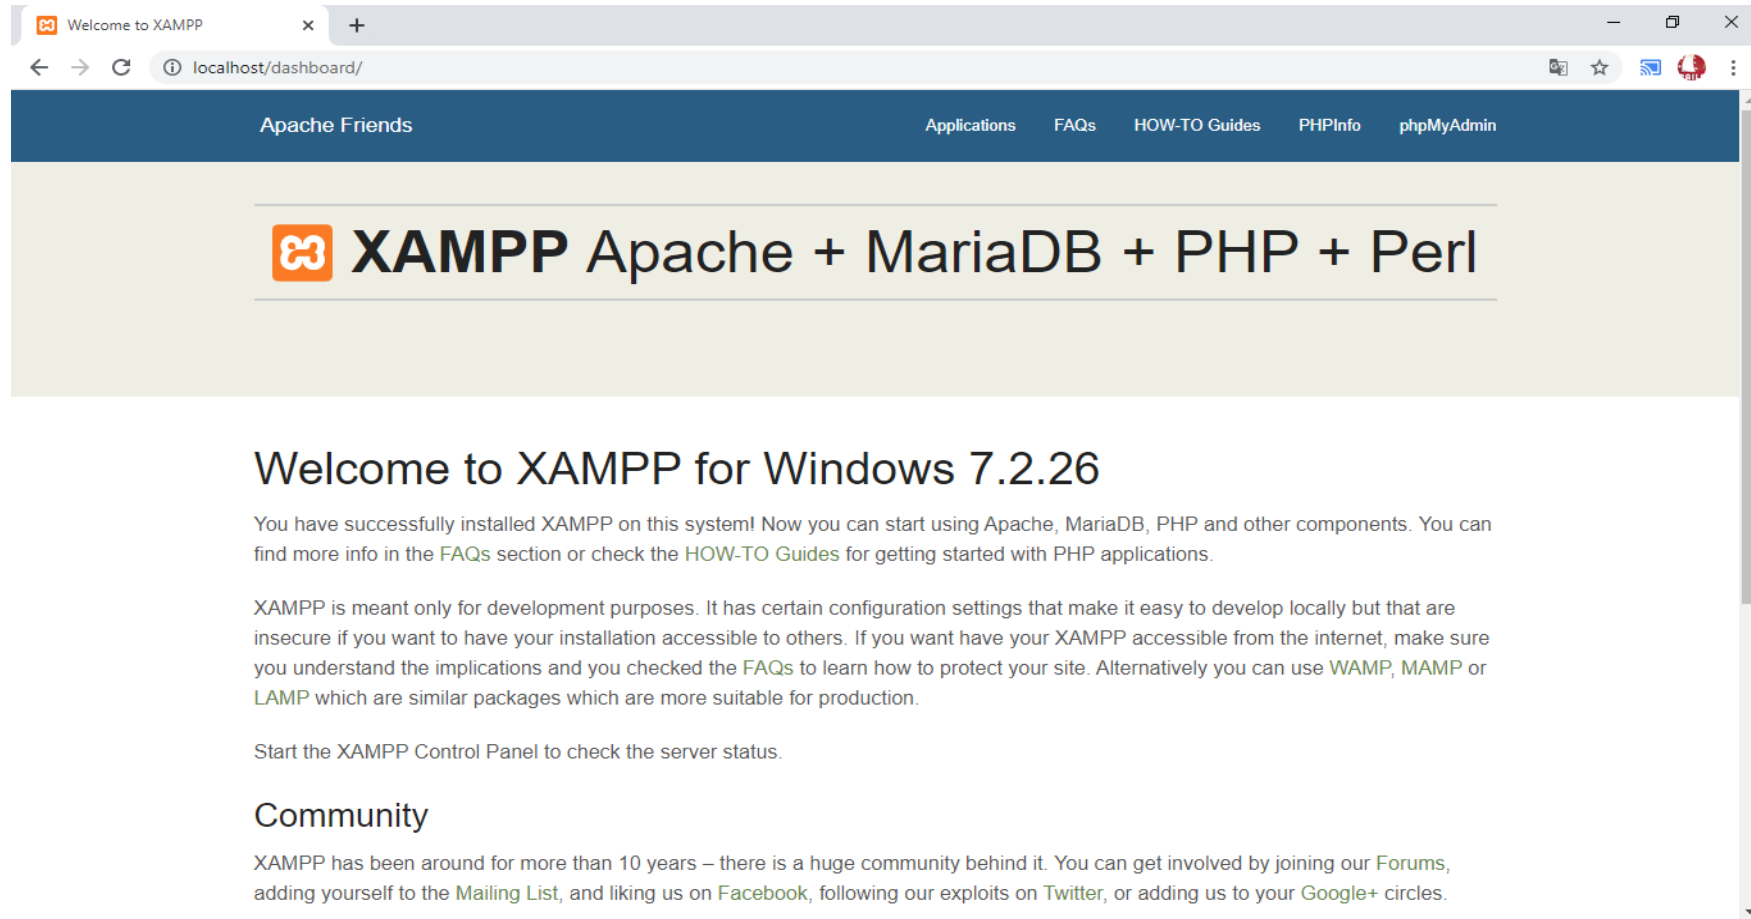 Welcome to XAMPP
localhost/dashboard/
Apache Friends
Applications FAQs HOW-TO Guides PHPInfo phpMyAdmin
XAMPP Apache + MariaDB + PHP + Perl
Welcome to XAMPP for Windows 7.2.26
You have successfully installed XAMPP on this system! Now you can start using Apache, MariaDB, PHP and other components. You can
find more info in the FAQs section or check the HOW-TO Guides for getting started with PHP applications.
XAMPP is meant only for development purposes. It has certain configuration settings that make it easy to develop locally but that are
insecure if you want to have your installation accessible to others. If you want have your XAMPP accessible from the internet, make sure
you understand the implications and you checked the FAQs to learn how to protect your site. Alternatively you can use WAMP, MAMP or
LAMP which are similar packages which are more suitable for production.
Start the XAMPP Control Panel to check the server status.
Community
XAMPP has been around for more than 10 years – there is a huge community behind it. You can get involved by joining our Forums,
adding yourself to the Mailing List, and liking us on Facebook, following our exploits on Twitter, or adding us to your Google+ circles.